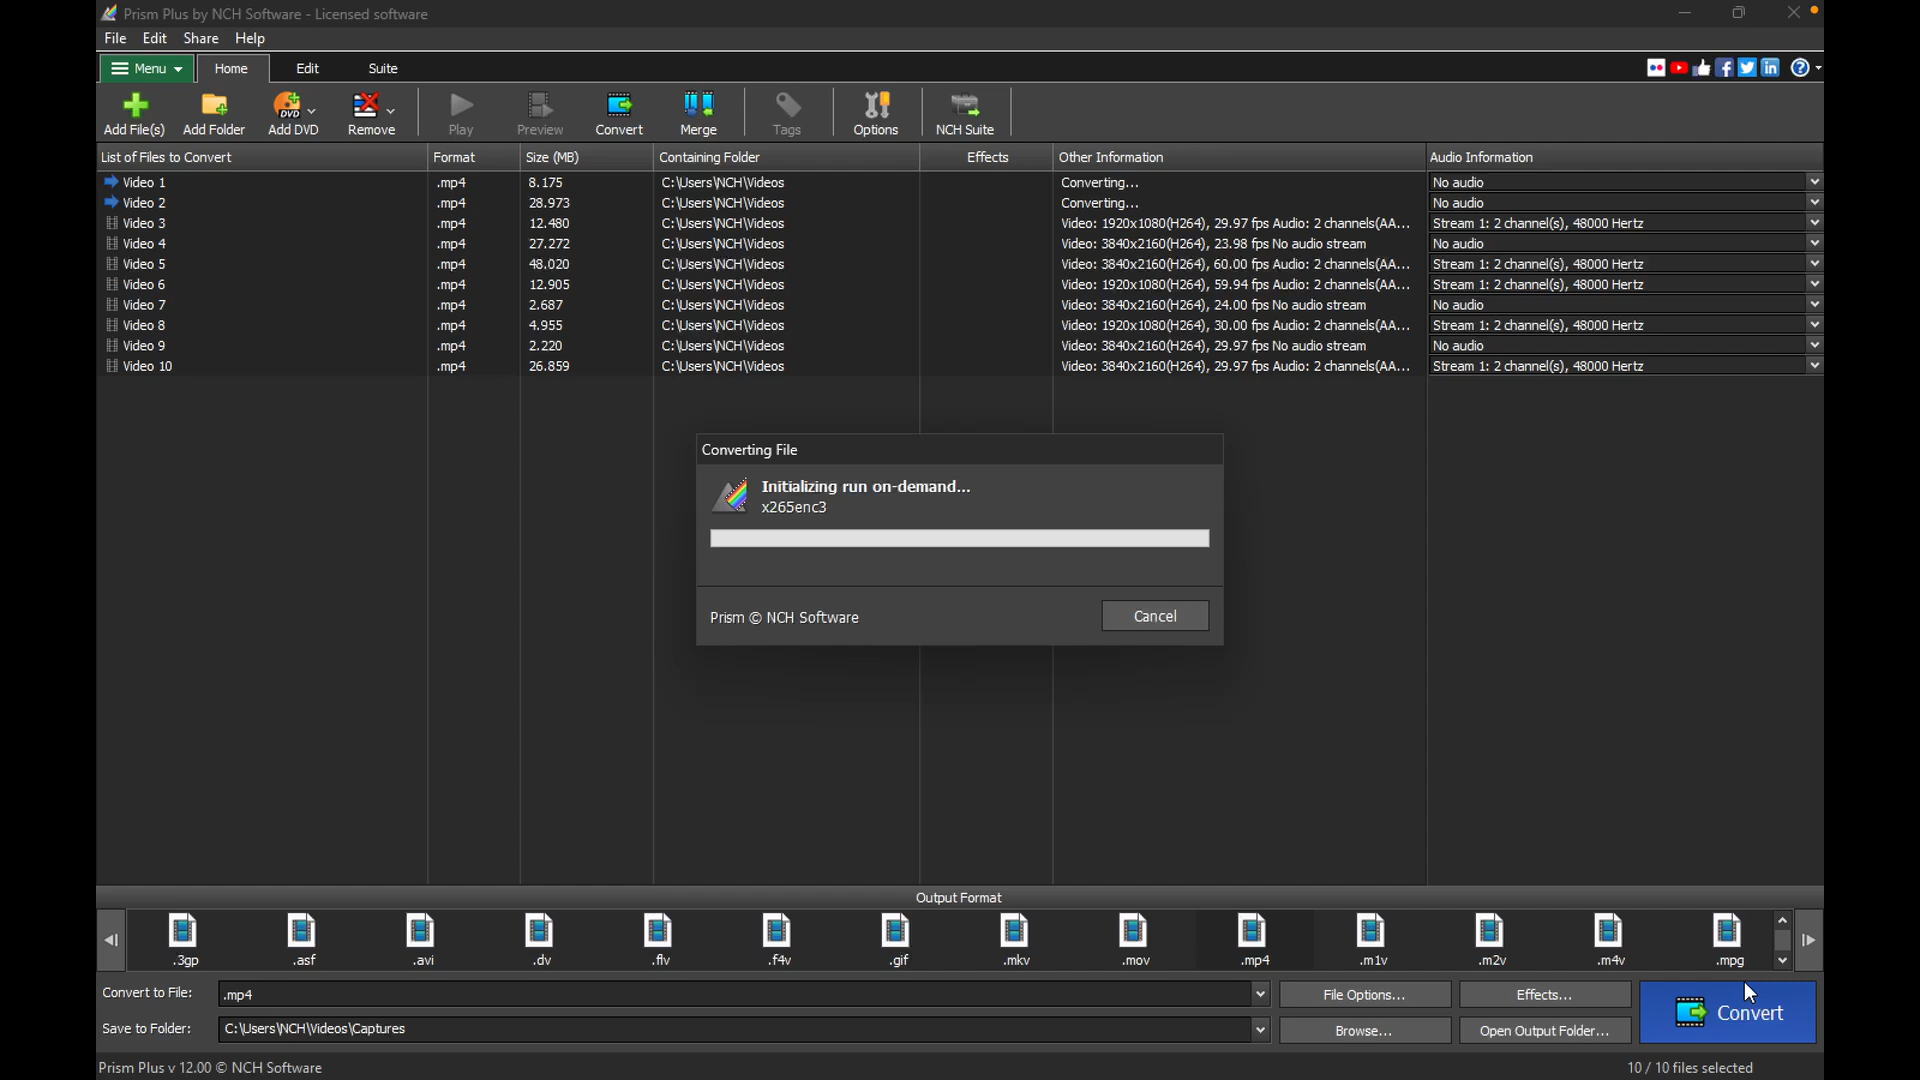 Prism Plus by NCH Software - Licensed software
File Edit Share Help
Menu Home Edit Suite
Add File(s) Add Folder Add DVD Remove Play Preview Convert Merge Tags Options NCH Suite
List of Files to Convert Format Size (MB) Containing Folder Effects Other Information Audio Information
Video 1 .mp4 8.175 C:\Users\NCH\Videos Converting... No audio
Video 2 .mp4 28.973 C:\Users\NCH\Videos Converting... No audio
Video 3 .mp4 12.480 C:\Users\NCH\Videos Video: 1920x1080(H264), 29.97 fps Audio: 2 channels(AA... Stream 1: 2 channel(s), 48000 Hertz
Video 4 .mp4 27.272 C:\Users\NCH\Videos Video: 3840x2160(H264), 23.98 fps No audio stream No audio
Video 5 .mp4 48.020 C:\Users\NCH\Videos Video: 3840x2160(H264), 60.00 fps Audio: 2 channels(AA... Stream 1: 2 channel(s), 48000 Hertz
Video 6 .mp4 12.905 C:\Users\NCH\Videos Video: 1920x1080(H264), 59.94 fps Audio: 2 channels(AA... Stream 1: 2 channel(s), 48000 Hertz
Video 7 .mp4 2.687 C:\Users\NCH\Videos Video: 3840x2160(H264), 24.00 fps No audio stream No audio
Video 8 .mp4 4.955 C:\Users\NCH\Videos Video: 1920x1080(H264), 30.00 fps Audio: 2 channels(AA... Stream 1: 2 channel(s), 48000 Hertz
Video 9 .mp4 2.220 C:\Users\NCH\Videos Video: 3840x2160(H264), 29.97 fps No audio stream No audio
Video 10 .mp4 26.859 C:\Users\NCH\Videos Video: 3840x2160(H264), 29.97 fps Audio: 2 channels(AA... Stream 1: 2 channel(s), 48000 Hertz
Converting File
Initializing run on-demand...
x265enc3
Prism © NCH Software Cancel
Output Format
.3gp .asf .avi .dv .flv .f4v .gif .mkv .mov .mp4 .m1v .m2v .m4v .mpg
Convert to File: .mp4 File Options... Effects... Convert
Save to Folder: C:\Users\NCH\Videos\Captures Browse... Open Output Folder...
Prism Plus v 12.00 © NCH Software 10 / 10 files selected